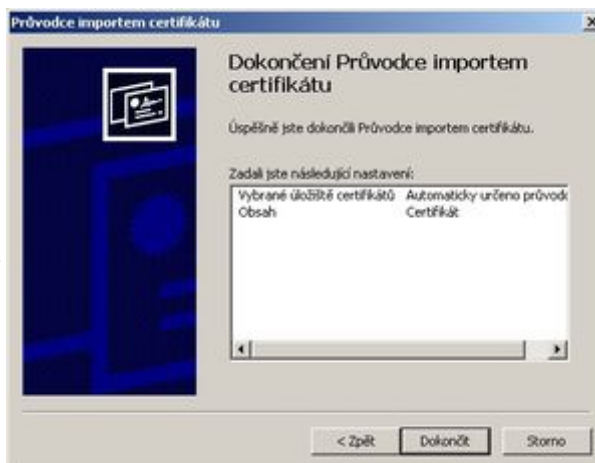 Průvodce importem certifikátu
Dokončení Průvodce importem
certifikátu
Úspěšně jste dokončili Průvodce importem certifikátu.
Zadali jste následující nastavení:
Vybrané úložiště certifikátů Automaticky určeno průvodc
Obsah Certifikát
< Zpět Dokončit Storno